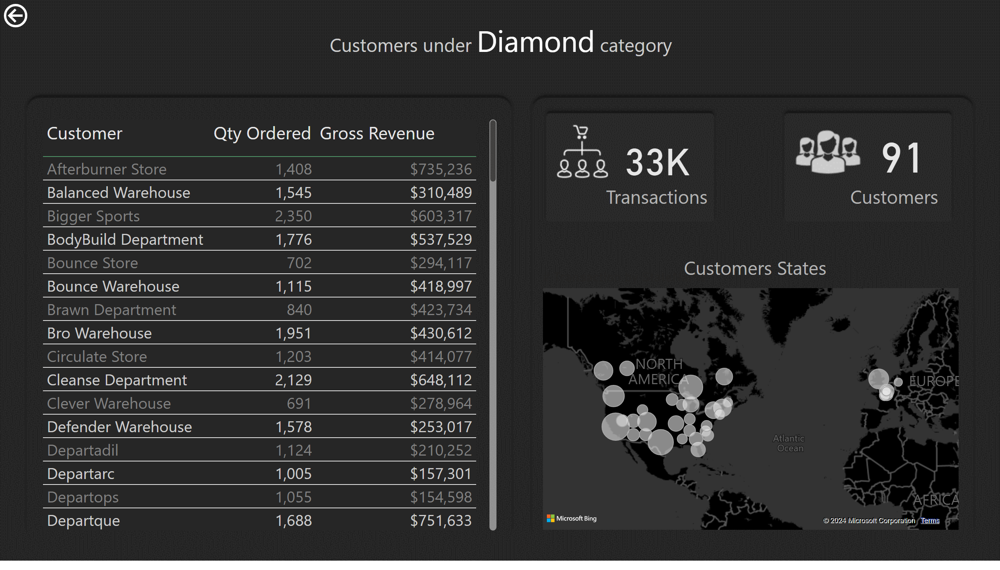 Customers under Diamond category
Customer Qty Ordered Gross Revenue
Afterburner Store 1,408 $735,236
Balanced Warehouse 1,545 $310,489
Bigger Sports 2,350 $603,317
BodyBuild Department 1,776 $537,529
Bounce Store 702 $294,117
Bounce Warehouse 1,115 $418,997
Brawn Department 840 $423,734
Bro Warehouse 1,951 $430,612
Circulate Store 1,203 $414,077
Cleanse Department 2,129 $648,112
Clever Warehouse 691 $278,964
Defender Warehouse 1,578 $253,017
Departadil 1,124 $210,252
Departarc 1,005 $157,301
Departops 1,055 $154,598
Departque 1,688 $751,633
33K
Transactions
91
Customers
Customers States
NORTH
AMERICA
EUROPE
Atlantic
Ocean
AFRICA
Microsoft Bing
© 2024 Microsoft Corporation Terms